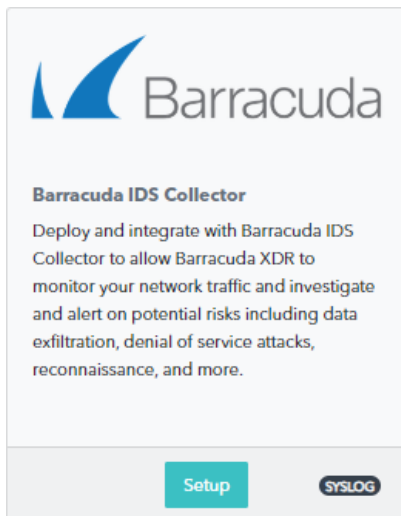 Barracuda
Barracuda IDS Collector
Deploy and integrate with Barracuda IDS
Collector to allow Barracuda XDR to
monitor your network traffic and investigate
and alert on potential risks including data
exfiltration, denial of service attacks,
reconnaissance, and more.
Setup
SYSLOG